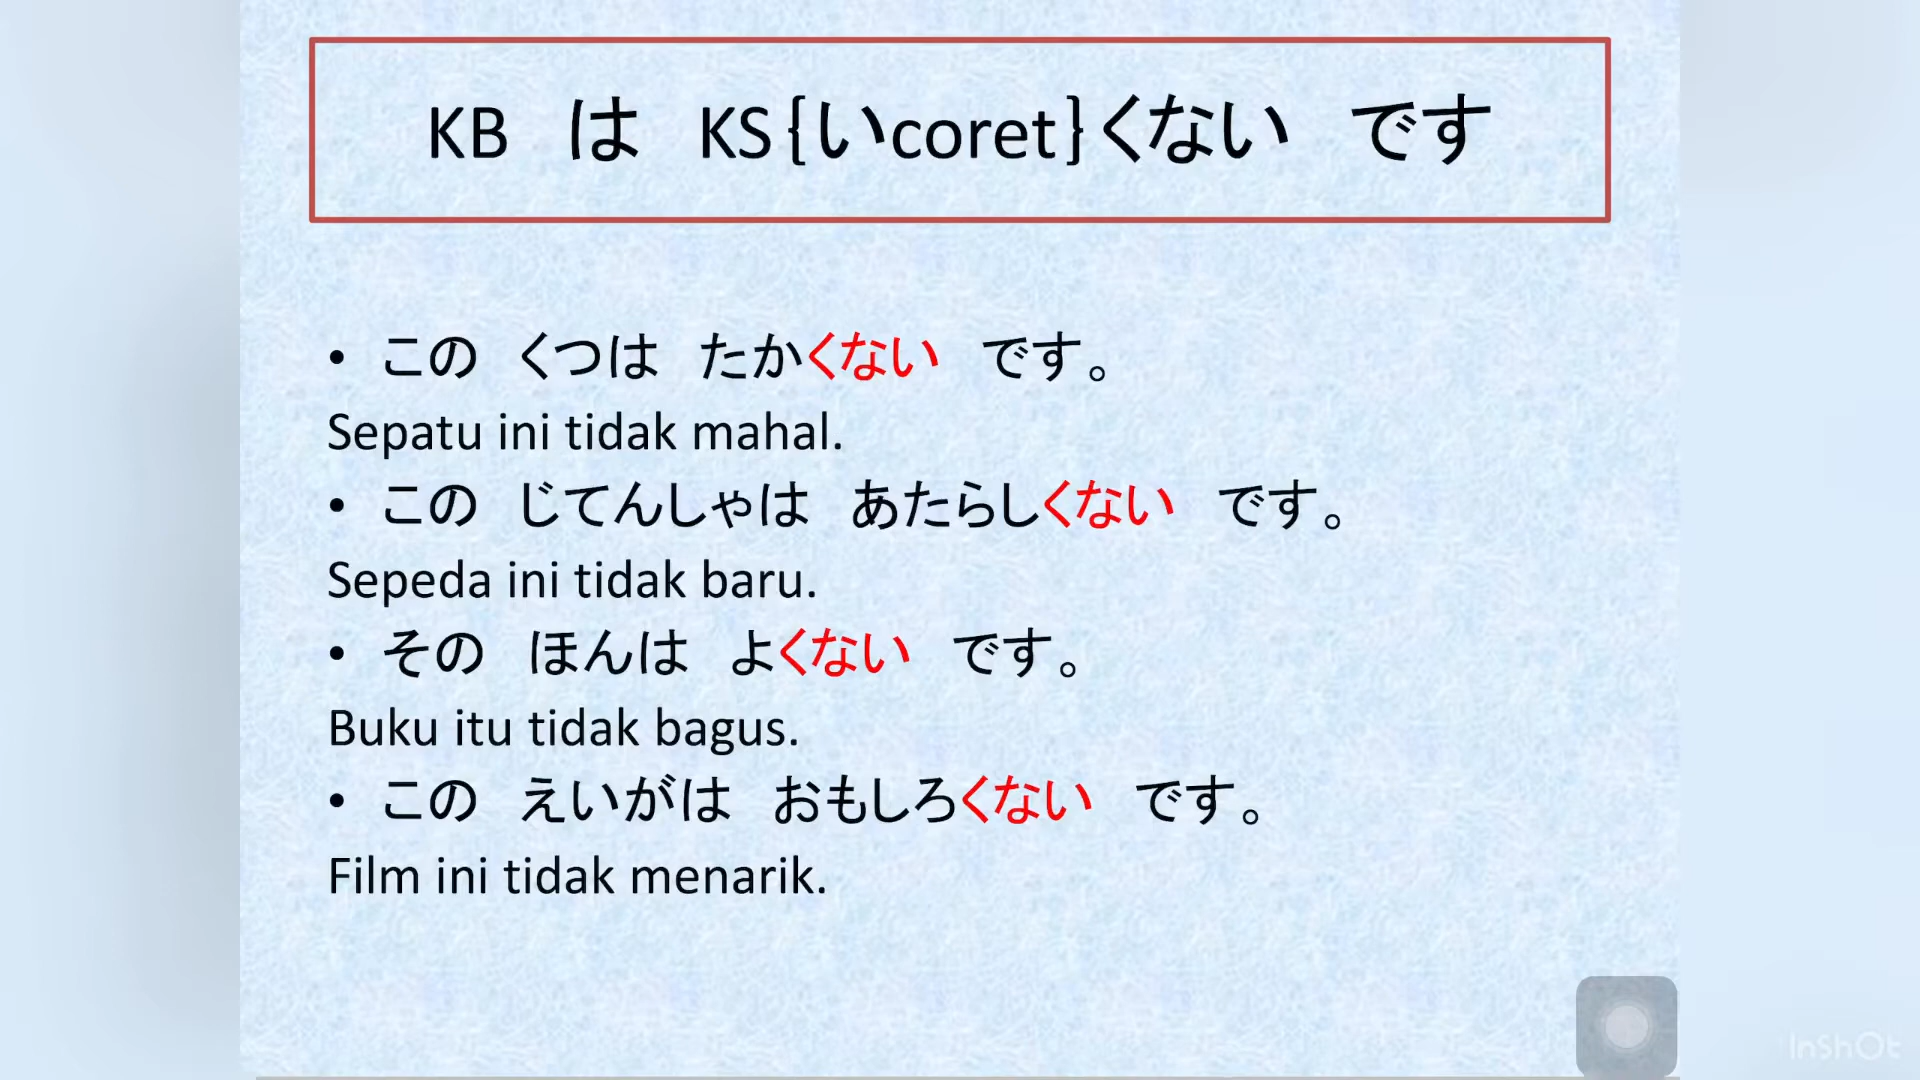 KB　は　KS{いcoret}くない　です
• この　くつは　たかくない　です。
Sepatu ini tidak mahal.
• この　じてんしゃは　あたらしくない　です。
Sepeda ini tidak baru.
• その　ほんは　よくない　です。
Buku itu tidak bagus.
• この　えいがは　おもしろくない　です。
Film ini tidak menarik.
InShOt